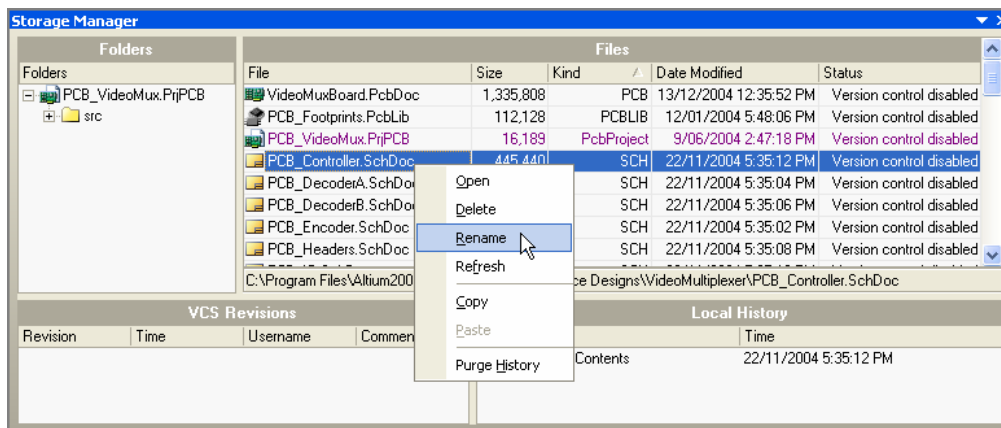 Storage Manager
Folders Files
Folders File Size Kind Date Modified Status
PCB_VideoMux.PrjPCB VideoMuxBoard.PcbDoc 1,335,808 PCB 13/12/2004 12:35:52 PM Version control disabled
src PCB_Footprints.PcbLib 112,128 PCBLIB 12/01/2004 5:48:06 PM Version control disabled
PCB_VideoMux.PrjPCB 16,189 PcbProject 9/06/2004 2:47:18 PM Version control disabled
PCB_Controller.SchDoc 445,440 SCH 22/11/2004 5:35:12 PM Version control disabled
PCB_DecoderA.SchDo SCH 22/11/2004 5:35:04 PM Version control disabled
PCB_DecoderB.SchDo SCH 22/11/2004 5:35:06 PM Version control disabled
PCB_Encoder.SchDoc SCH 22/11/2004 5:35:02 PM Version control disabled
PCB_Headers.SchDoc SCH 22/11/2004 5:35:08 PM Version control disabled
C:\Program Files\Altium200 ce Designs\VideoMultiplexer\PCB_Controller.SchDoc
Open
Delete
Rename
Refresh
Copy
Paste
Purge History
VCS Revisions Local History
Revision Time Username Commen Time
Contents 22/11/2004 5:35:12 PM